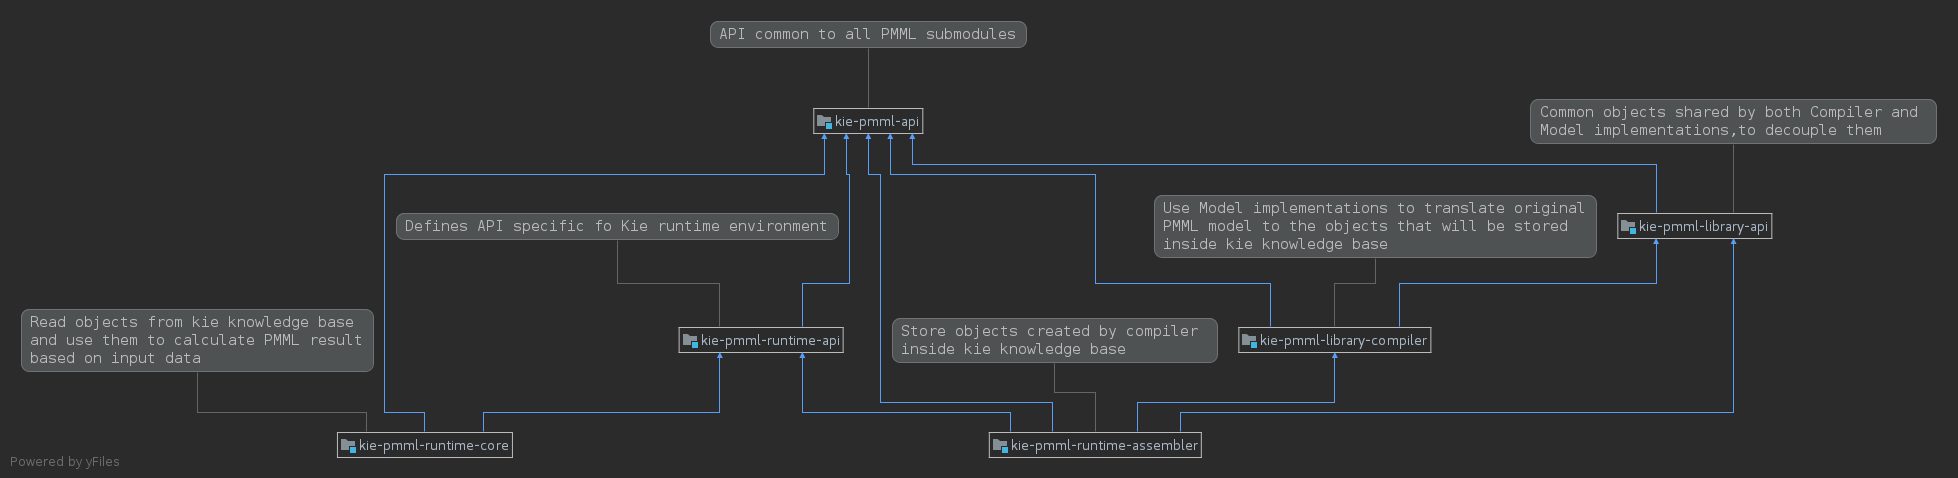 API common to all PMML submodules
kie-pmml-api
Common objects shared by both Compiler and
Model implementations,to decouple them
Use Model implementations to translate original
PMML model to the objects that will be stored
inside kie knowledge base
Defines API specific fo Kie runtime environment
kie-pmml-library-api
Read objects from kie knowledge base
and use them to calculate PMML result
based on input data
Store objects created by compiler
inside kie knowledge base
kie-pmml-runtime-api
kie-pmml-library-compiler
kie-pmml-runtime-core
kie-pmml-runtime-assembler
Powered by yFiles